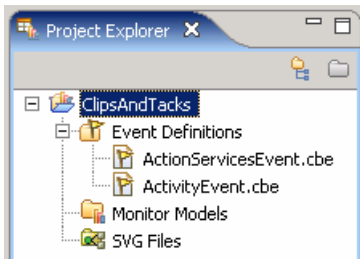 Project Explorer
ClipsAndTacks
Event Definitions
ActionServicesEvent.cbe
ActivityEvent.cbe
Monitor Models
SVG Files